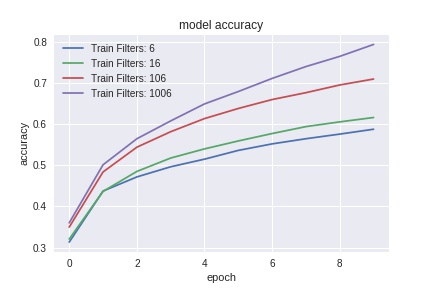 model accuracy
Train Filters: 6
Train Filters: 16
Train Filters: 106
Train Filters: 1006
0.8
0.7
0.6
0.5
0.4
0.3
accuracy
0 2 4 6 8
epoch